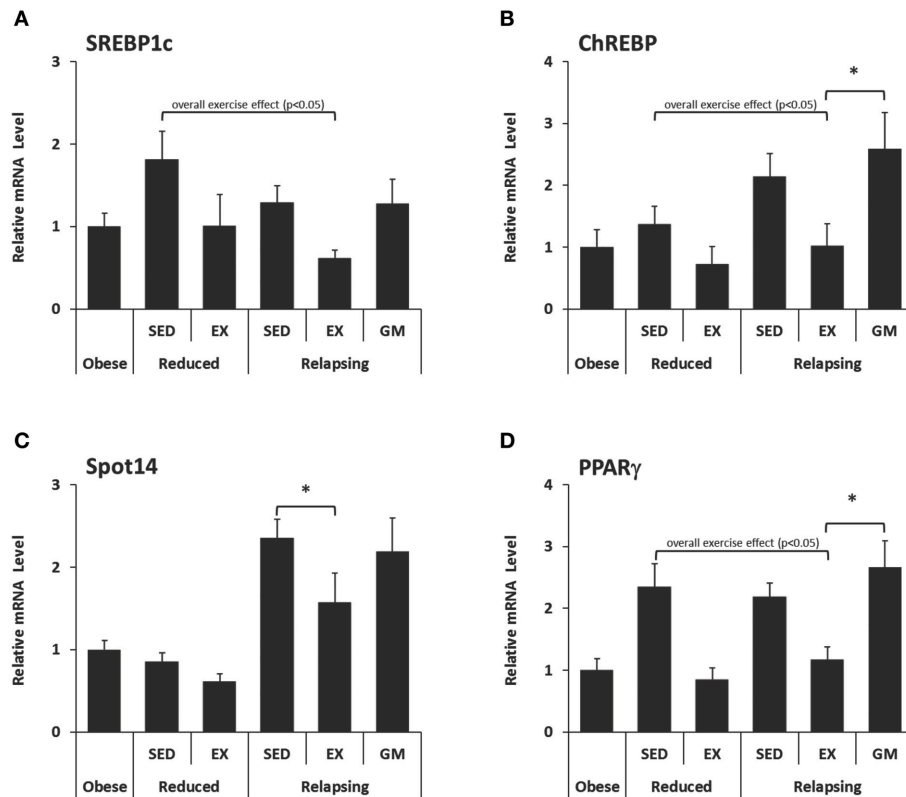 A
SREBP1c
3
2
1
0
Relative mRNA Level
overall exercise effect (p<0.05)
SED EX SED EX GM
Obese Reduced Relapsing
B
ChREBP
4
3
2
1
0
Relative mRNA Level
overall exercise effect (p<0.05)
*
SED EX SED EX GM
Obese Reduced Relapsing
C
Spot14
3
2
1
0
Relative mRNA Level
*
SED EX SED EX GM
Obese Reduced Relapsing
D
PPARγ
4
3
2
1
0
Relative mRNA Level
overall exercise effect (p<0.05)
*
SED EX SED EX GM
Obese Reduced Relapsing